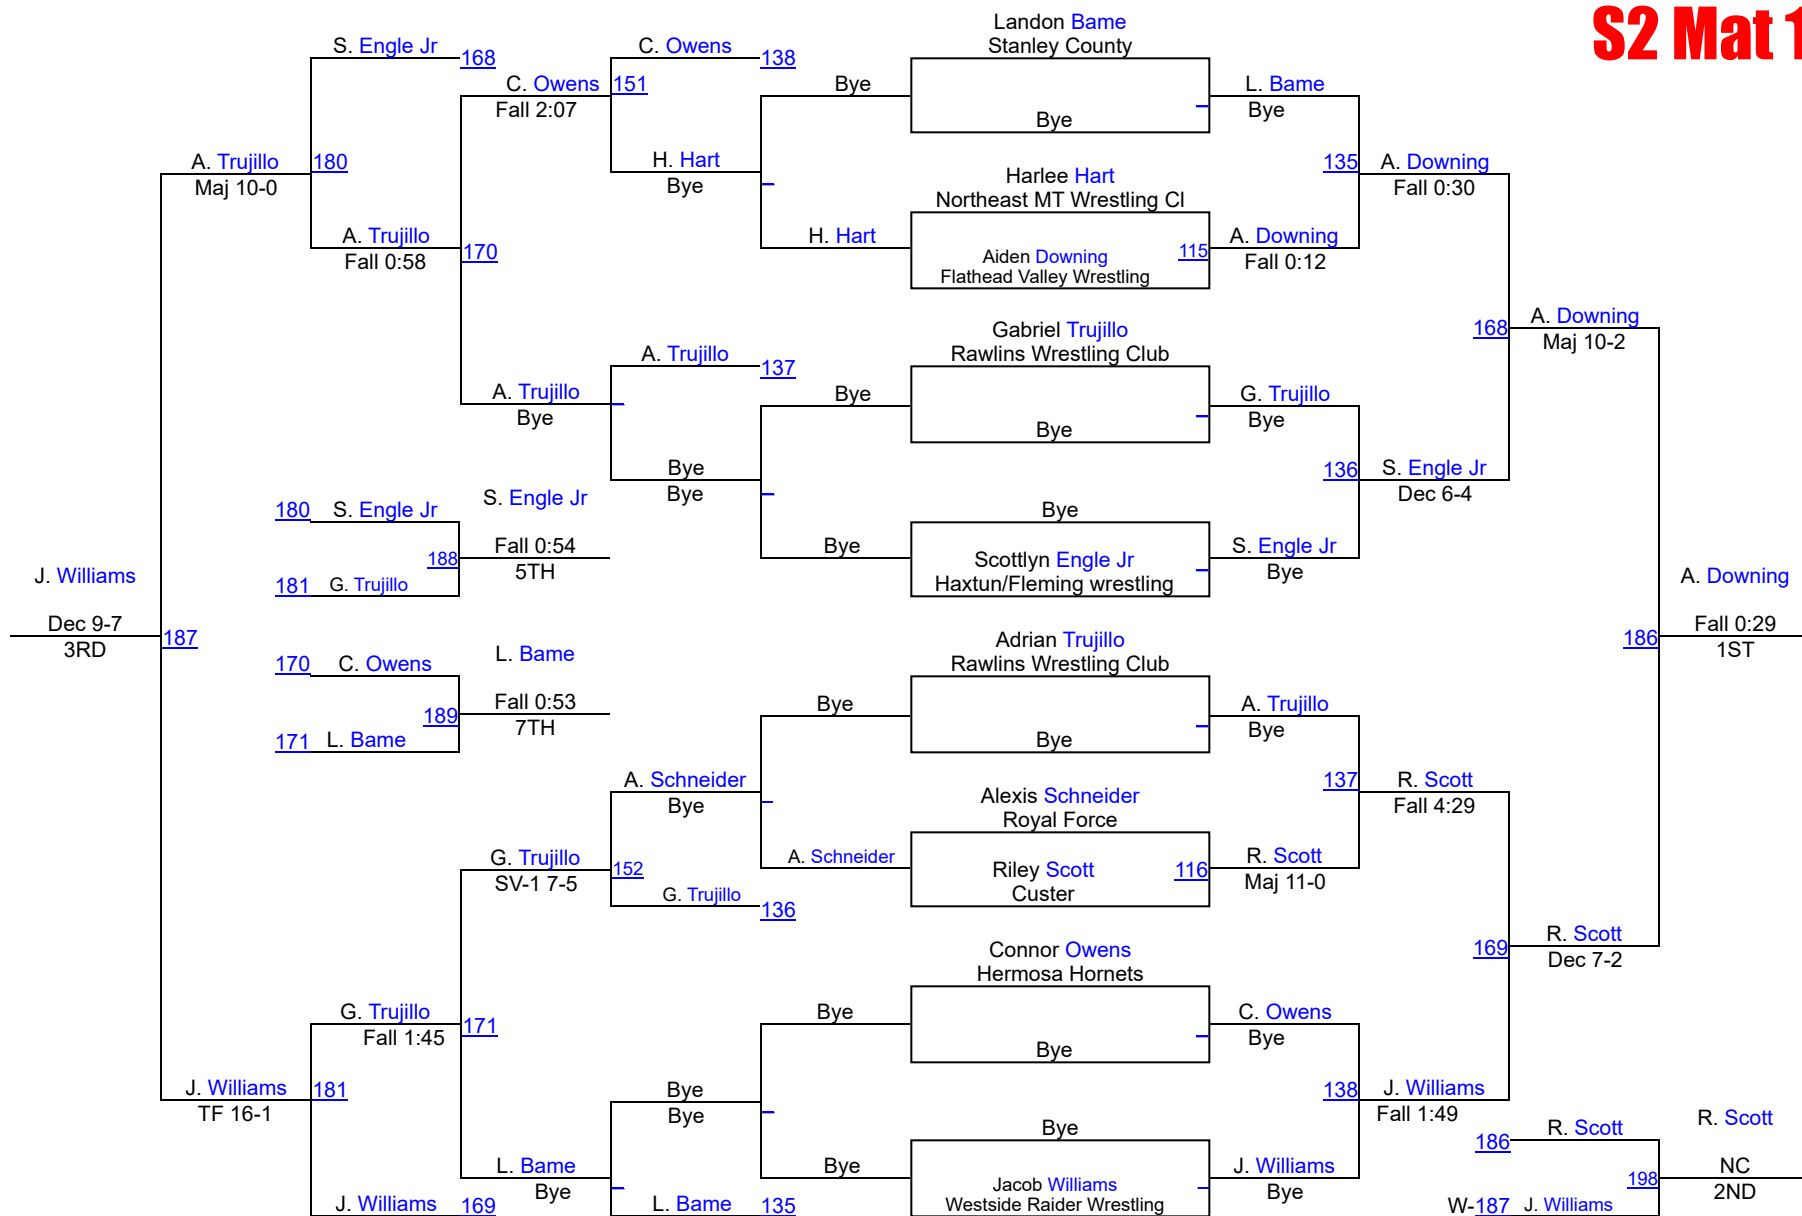 S2 Mat 1
Landon Bame
Stanley County
S. Engle Jr
168
C. Owens
138
C. Owens
151
Fall 2:07
Bye
L. Bame
Bye
Bye
A. Trujillo
180
Maj 10-0
H. Hart
Bye
Harlee Hart
Northeast MT Wrestling Cl
135
A. Downing
Fall 0:30
A. Trujillo
170
Fall 0:58
H. Hart
Aiden Downing
Flathead Valley Wrestling
115
A. Downing
Fall 0:12
Gabriel Trujillo
Rawlins Wrestling Club
168
A. Downing
Maj 10-2
A. Trujillo
137
A. Trujillo
Bye
Bye
Bye
G. Trujillo
Bye
Bye
Bye
136
S. Engle Jr
Dec 6-4
180
S. Engle Jr
S. Engle Jr
188
Fall 0:54
5TH
181
G. Trujillo
Bye
Bye
Scottlyn Engle Jr
Haxtun/Fleming wrestling
S. Engle Jr
Bye
J. Williams
Dec 9-7
3RD
187
A. Downing
186
Fall 0:29
1ST
Adrian Trujillo
Rawlins Wrestling Club
170
C. Owens
L. Bame
189
Fall 0:53
7TH
171
L. Bame
Bye
Bye
A. Trujillo
Bye
A. Schneider
Bye
Alexis Schneider
Royal Force
137
R. Scott
Fall 4:29
G. Trujillo
152
SV-1 7-5
A. Schneider
Riley Scott
Custer
116
R. Scott
Maj 11-0
G. Trujillo
136
Connor Owens
Hermosa Hornets
169
R. Scott
Dec 7-2
G. Trujillo
171
Fall 1:45
Bye
Bye
C. Owens
Bye
J. Williams
181
TF 16-1
Bye
Bye
138
J. Williams
Fall 1:49
Bye
L. Bame
Bye
Bye
Jacob Williams
Westside Raider Wrestling
J. Williams
Bye
186
R. Scott
R. Scott
198
NC
2ND
J. Williams
169
L. Bame
135
W-187
J. Williams